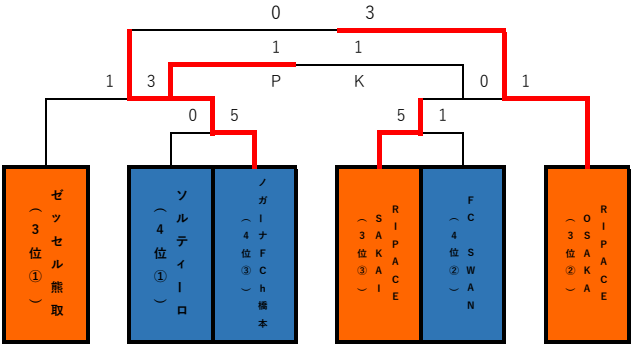 0 3
1 1
1 3 P K 0 1
0 5 5 1
ゼッセル熊取
（3位①）
ソルティーロ
（4位①）
ノガーナFCh橋本
（4位③）
RIPACE
SAKAI
（3位③）
FC SWAN
（4位②）
RIPACE
OSAKA
（3位②）